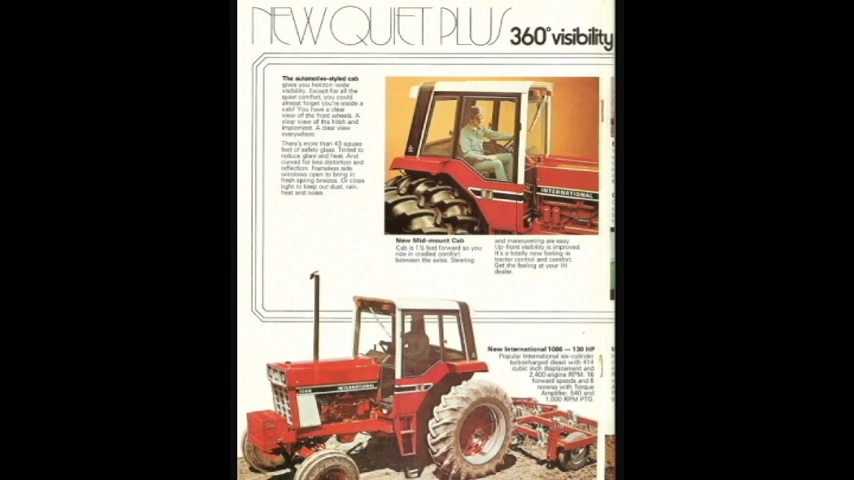 NEW QUIET PLUS 360° visibility
The automotive-styled cab
gives you horizon-wide
visibility. Except for all the
quiet comfort, you could
almost forget you're inside a
cab! You have a clear
view of the front wheels. A
clear view of the hitch and
implement. A clear view
everywhere.
There's more than 43 square
feet of safety glass. Tinted to
reduce glare and heat. And
curved for less distortion and
reflection. Frameless side
windows open to bring in
fresh spring breezes. Or close
tight to keep out dust, rain,
heat and noise.
INTERNATIONAL
New Mid-mount Cab
Cab is 1½ feet forward so you
ride in cradled comfort
between the axles. Steering
and maneuvering are easy.
Up-front visibility is improved.
It's a totally new feeling in
tractor control and comfort.
Get the feeling at your IH
dealer.
New International 1086 — 130 HP
Popular International six-cylinder
turbocharged diesel with 414
cubic inch displacement and
2,400 engine RPM. 16
forward speeds and 8
reverse with Torque
Amplifier. 540 and
1,000 RPM PTO.
1086 INTERNATIONAL